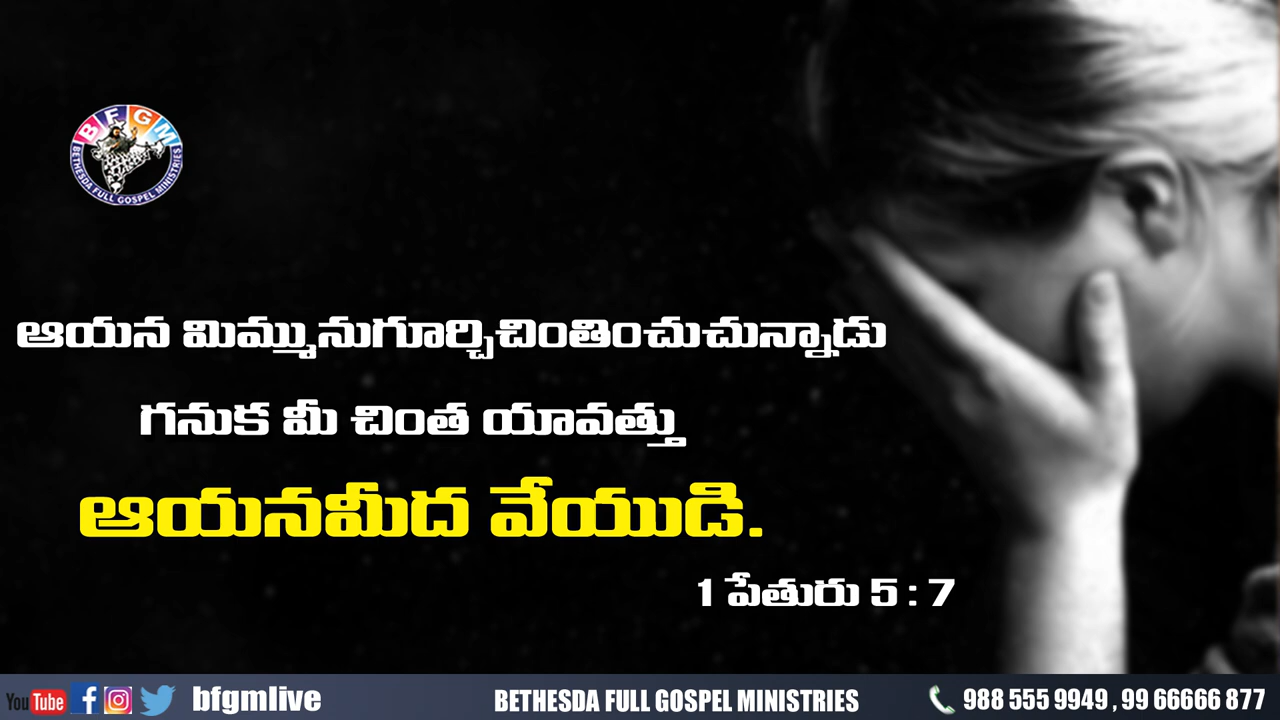 BFGM
BETHESDA FULL GOSPEL MINISTRIES
ఆయన మిమ్మునుగూర్చిచింతించుచున్నాడు
గనుక మీ చింత యావత్తు
ఆయనమీద వేయుడి.
1 పేతురు 5 : 7
YouTube bfgmlive BETHESDA FULL GOSPEL MINISTRIES 988 555 9949 , 99 66666 877